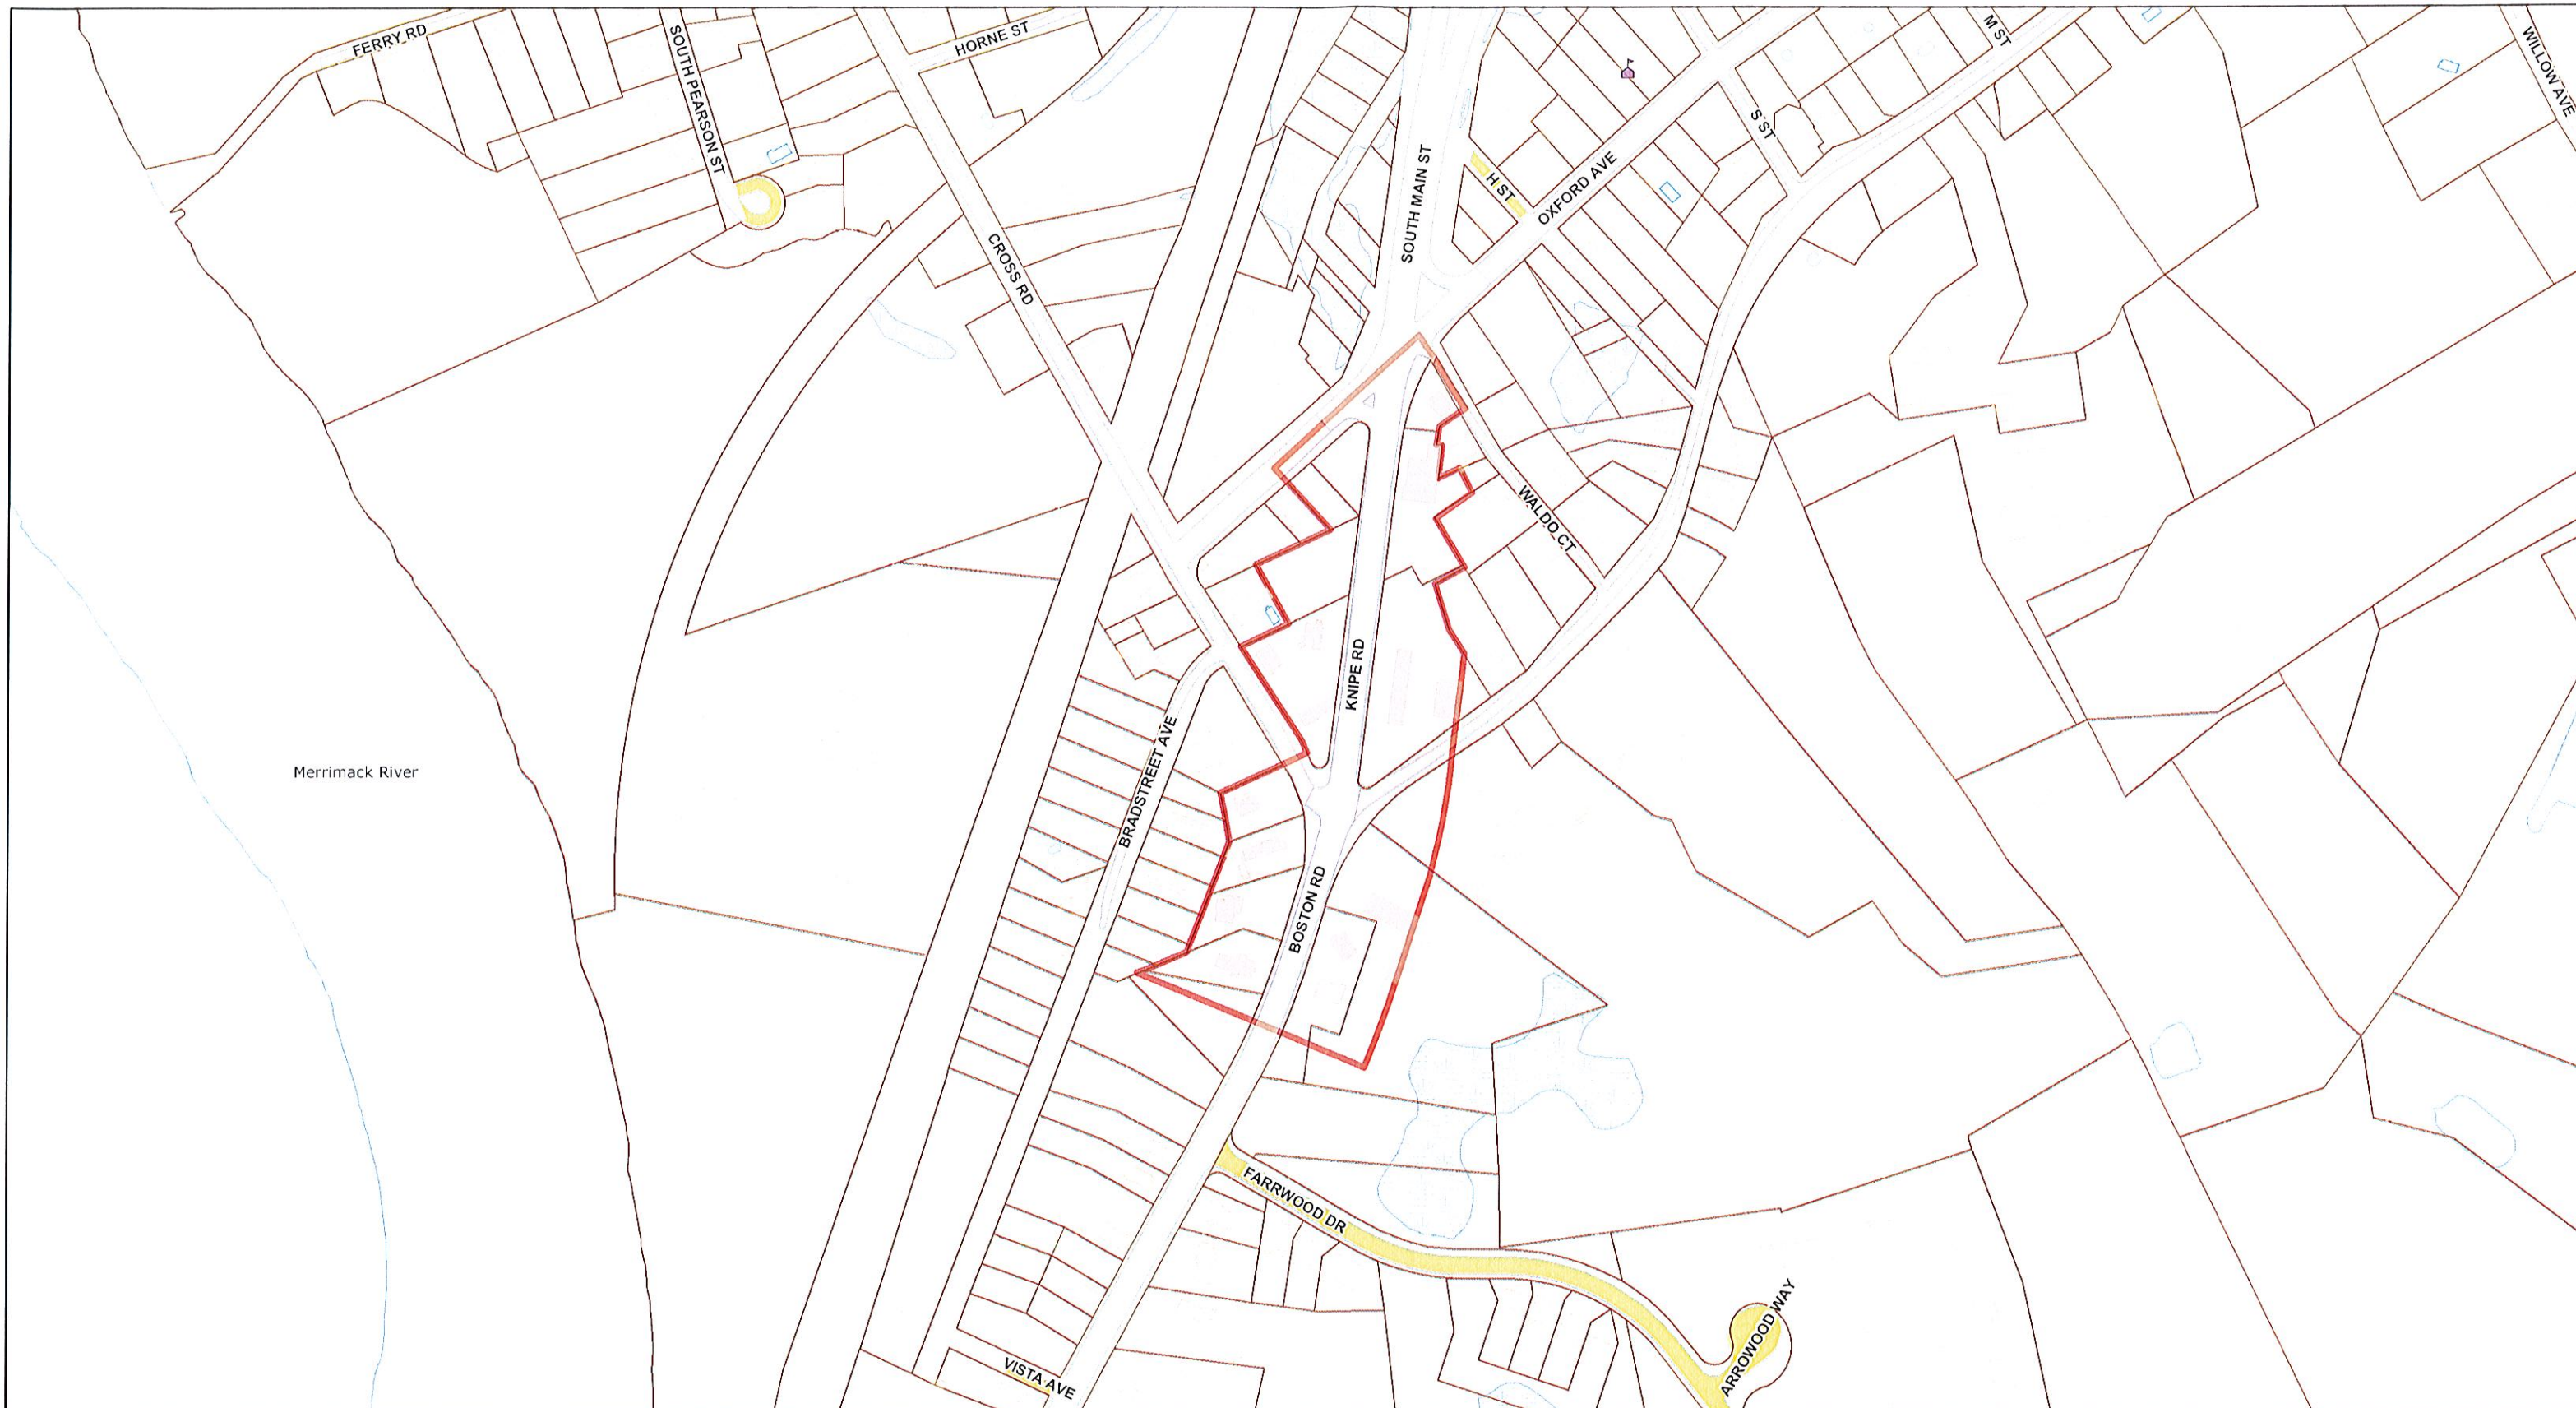 FERRY RD
SOUTH PEARSON ST
HORNE ST
M ST
WILLOW AVE
S ST
H ST
OXFORD AVE
SOUTH MAIN ST
CROSS RD
WALDO CT
KNIPE RD
BRADSTREET AVE
Merrimack River
BOSTON RD
FARRWOOD DR
ARROWOOD WAY
VISTA AVE